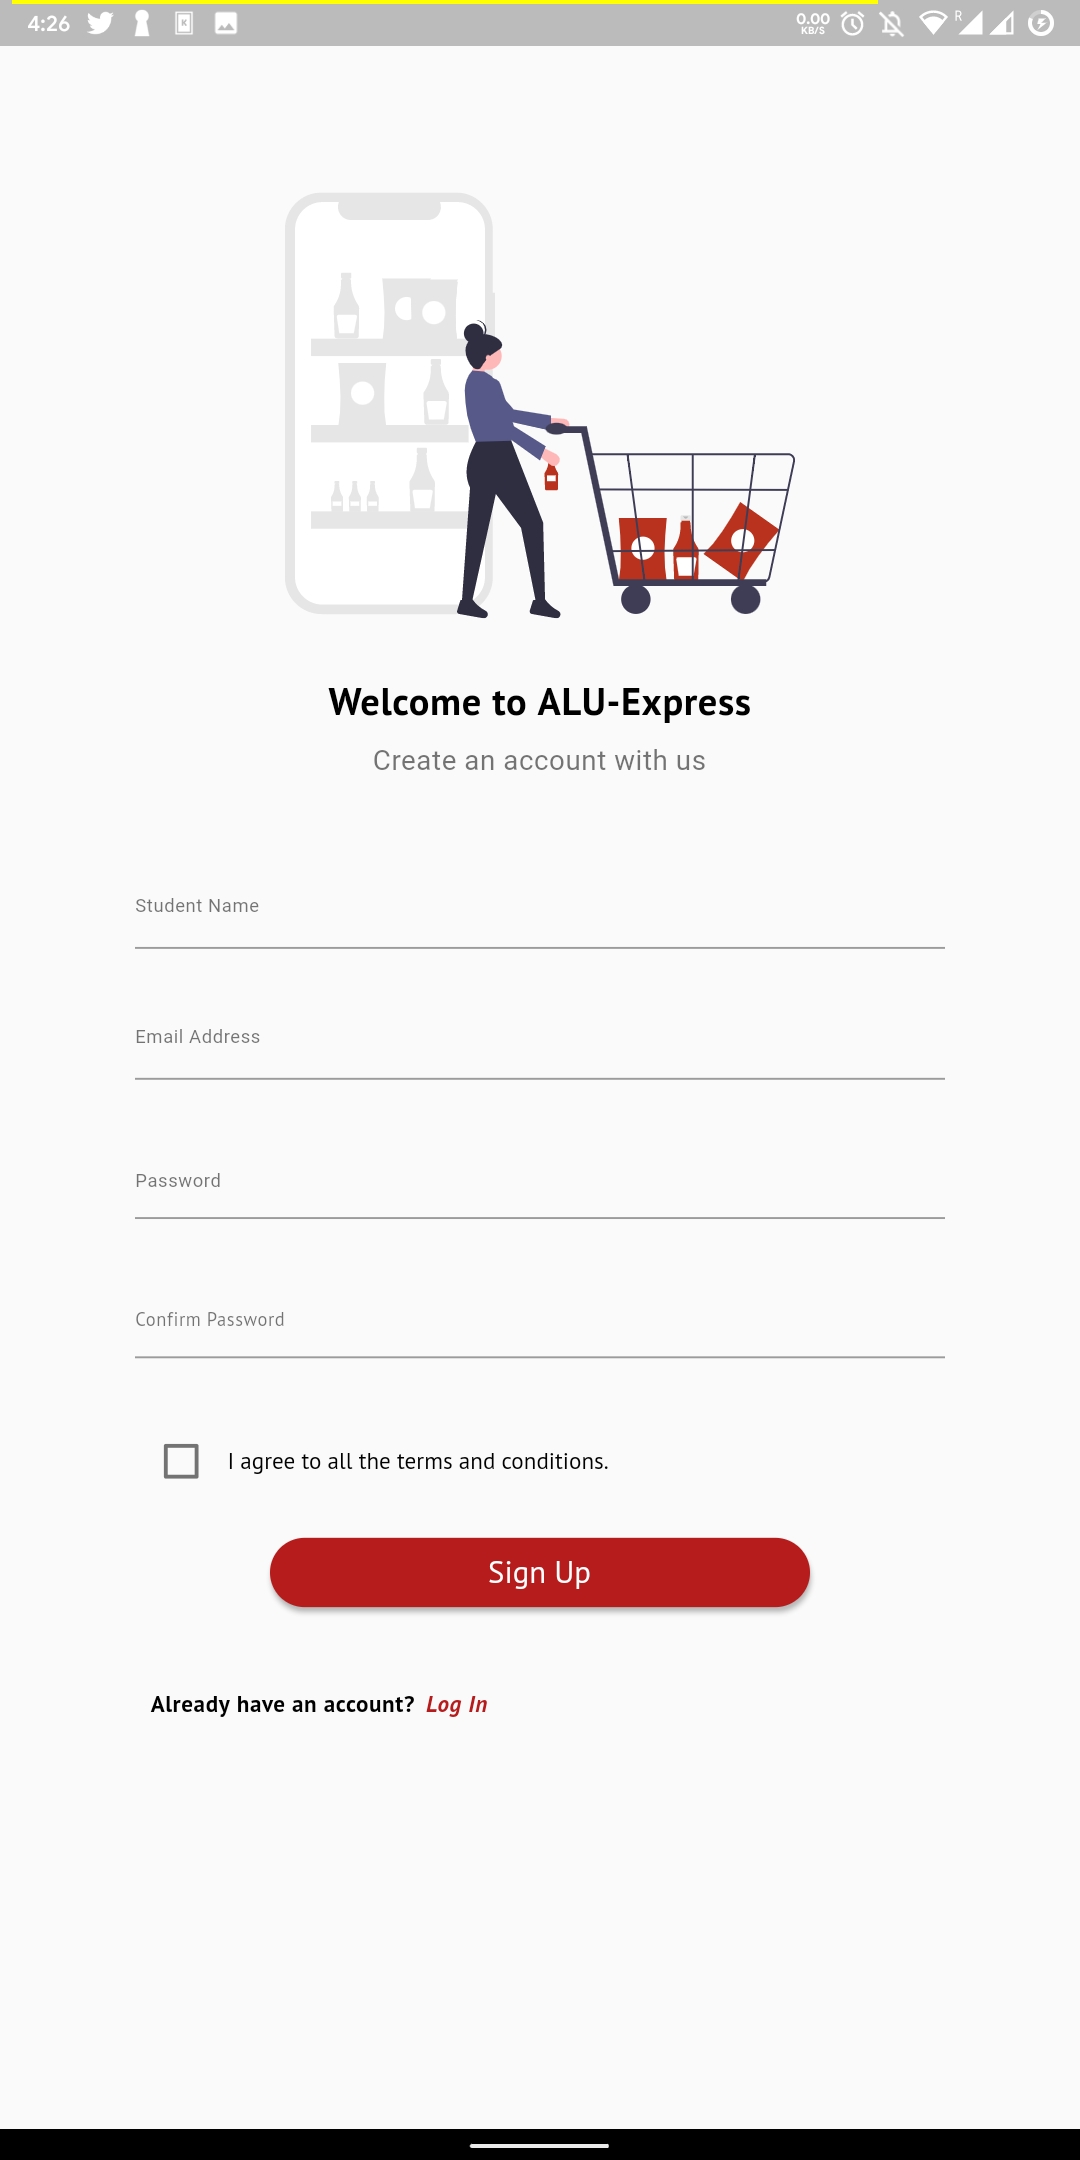 4:26
0.00
KB/S
R
K
Welcome to ALU-Express
Create an account with us
Student Name
Email Address
Password
Confirm Password
I agree to all the terms and conditions.
Sign Up
Already have an account? Log In